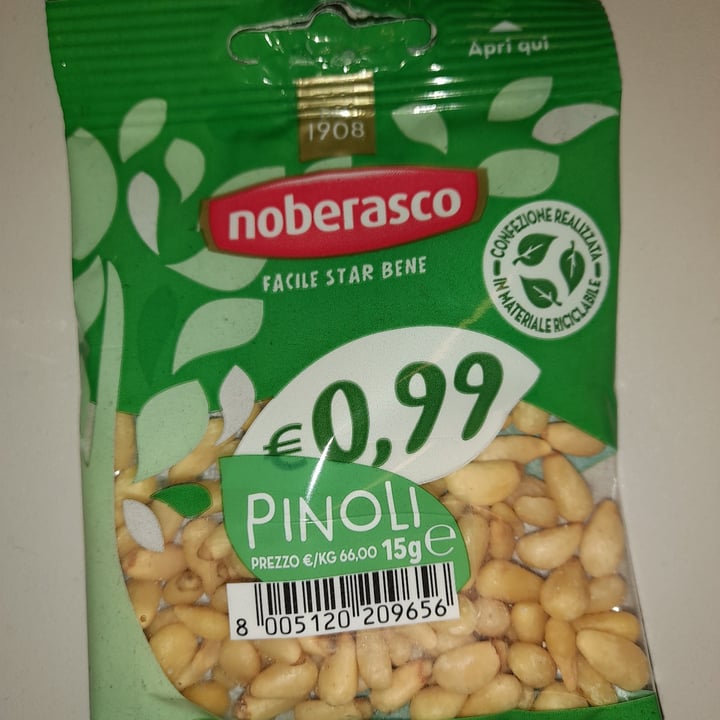 Apri qui
1908
noberasco
FACILE STAR BENE
CONFEZIONE REALIZZATA
IN MATERIALE RICICLABILE
€0,99
PINOLI
PREZZO €/KG 66,00 15g e
8 005120 209656